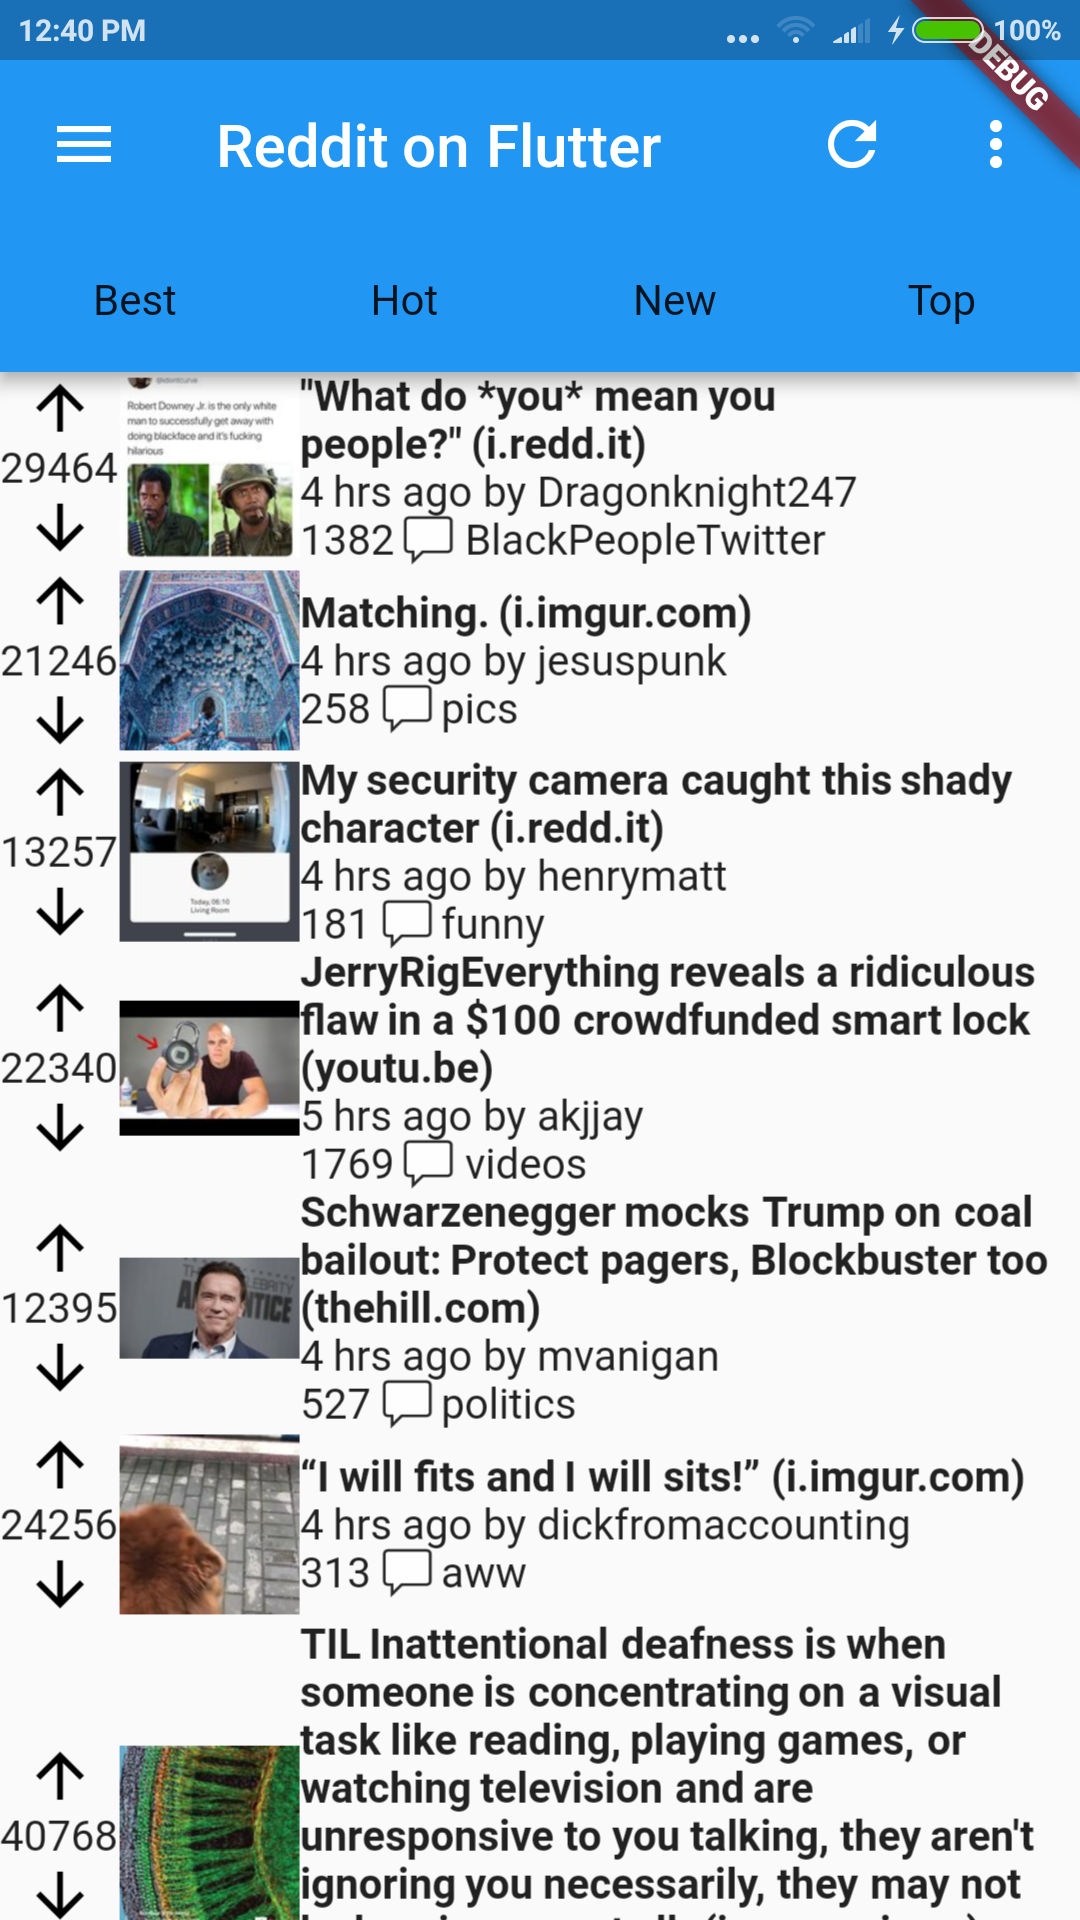 12:40 PM
100%
DEBUG
Reddit on Flutter
Best
Hot
New
Top
Robert Downey Jr. is the only white
man to successfully get away with
doing blackface and it's fucking
hilarious
29464
"What do *you* mean you
people?" (i.redd.it)
4 hrs ago by Dragonknight247
1382 BlackPeopleTwitter
21246
Matching. (i.imgur.com)
4 hrs ago by jesuspunk
258 pics
13257
Today, 06:10
Living Room
My security camera caught this shady
character (i.redd.it)
4 hrs ago by henrymatt
181 funny
22340
JerryRigEverything reveals a ridiculous
flaw in a $100 crowdfunded smart lock
(youtu.be)
5 hrs ago by akjjay
1769 videos
12395
Schwarzenegger mocks Trump on coal
bailout: Protect pagers, Blockbuster too
(thehill.com)
4 hrs ago by mvanigan
527 politics
24256
“I will fits and I will sits!” (i.imgur.com)
4 hrs ago by dickfromaccounting
313 aww
40768
TIL Inattentional deafness is when
someone is concentrating on a visual
task like reading, playing games, or
watching television and are
unresponsive to you talking, they aren't
ignoring you necessarily, they may not